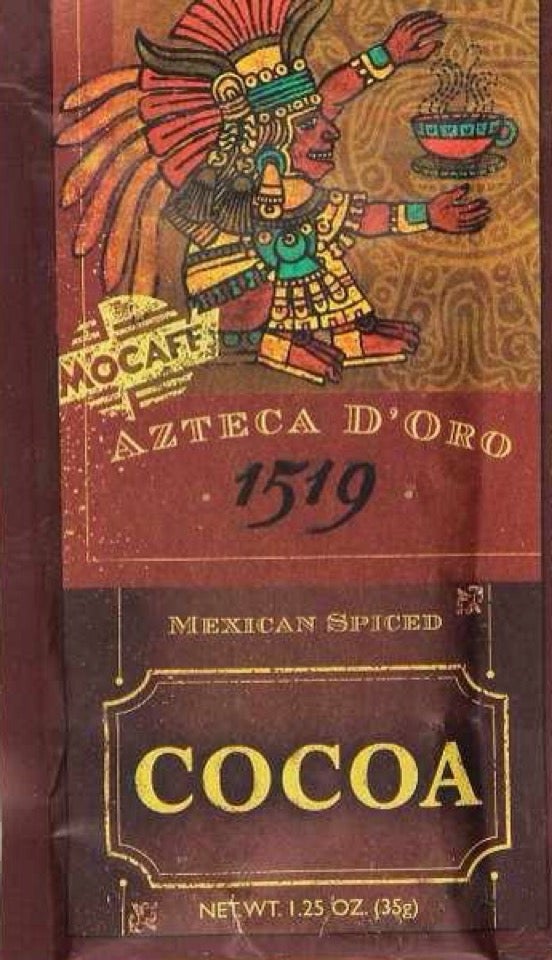 MOCAFE
AZTECA D'ORO
1519
MEXICAN SPICED
COCOA
NET. WT. 1.25 OZ. (35g)